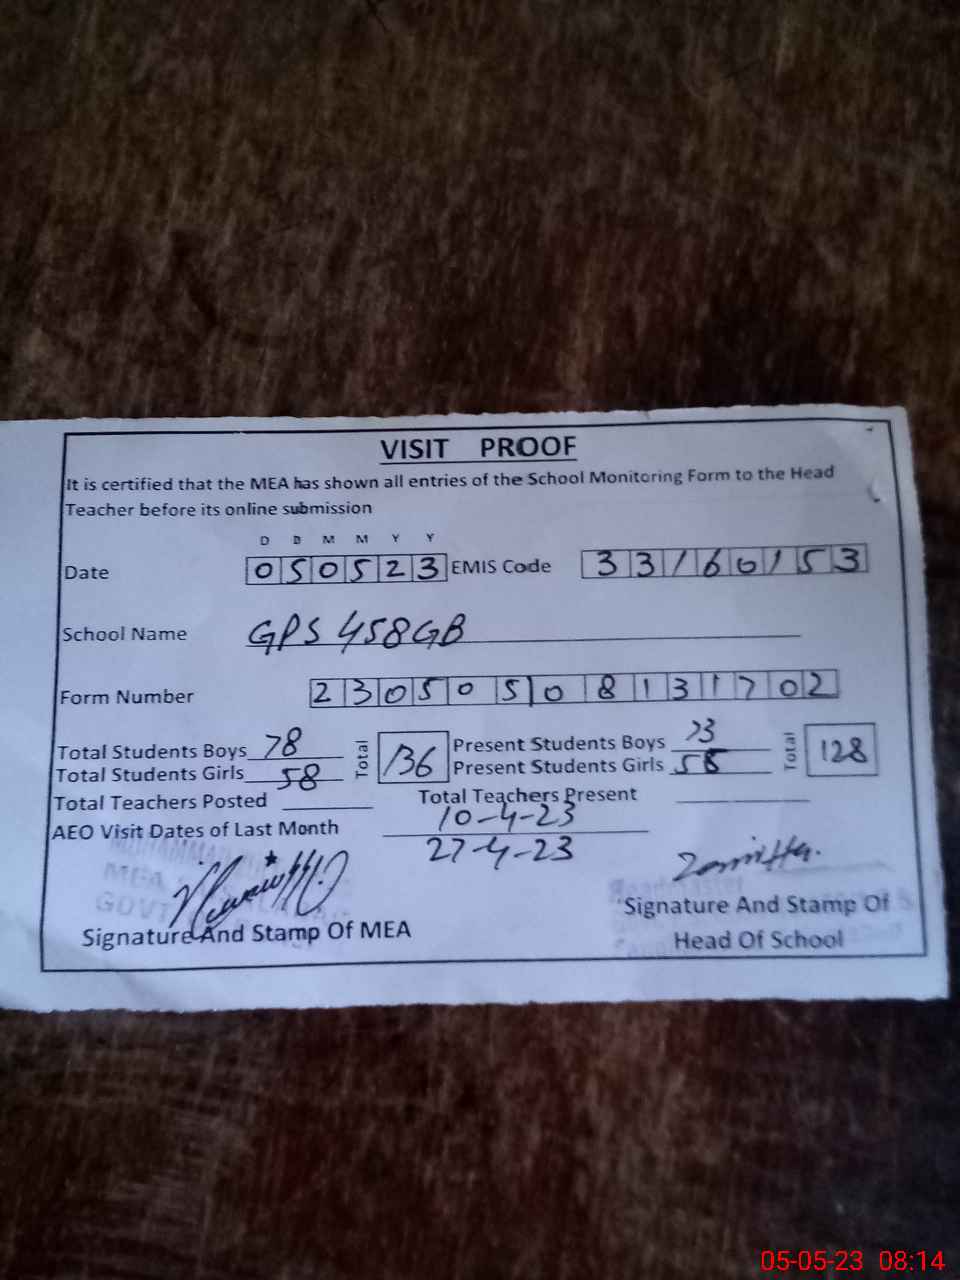 VISIT PROOF
It is certified that the MEA has shown all entries of the School Monitoring Form to the Head
Teacher before its online submission
D D M M Y Y
Date 050523 EMIS Code 33160153
School Name GPS 458GB
Form Number 23050508131702
Total Students Boys 78 Total 136 Present Students Boys 73 Total 128
Total Students Girls 58 Present Students Girls
Total Teachers Posted Total Teachers Present
AEO Visit Dates of Last Month 10-4-23
27-4-23
Signature And Stamp Of MEA
Signature And Stamp Of
Head Of School
05-05-23 08:14